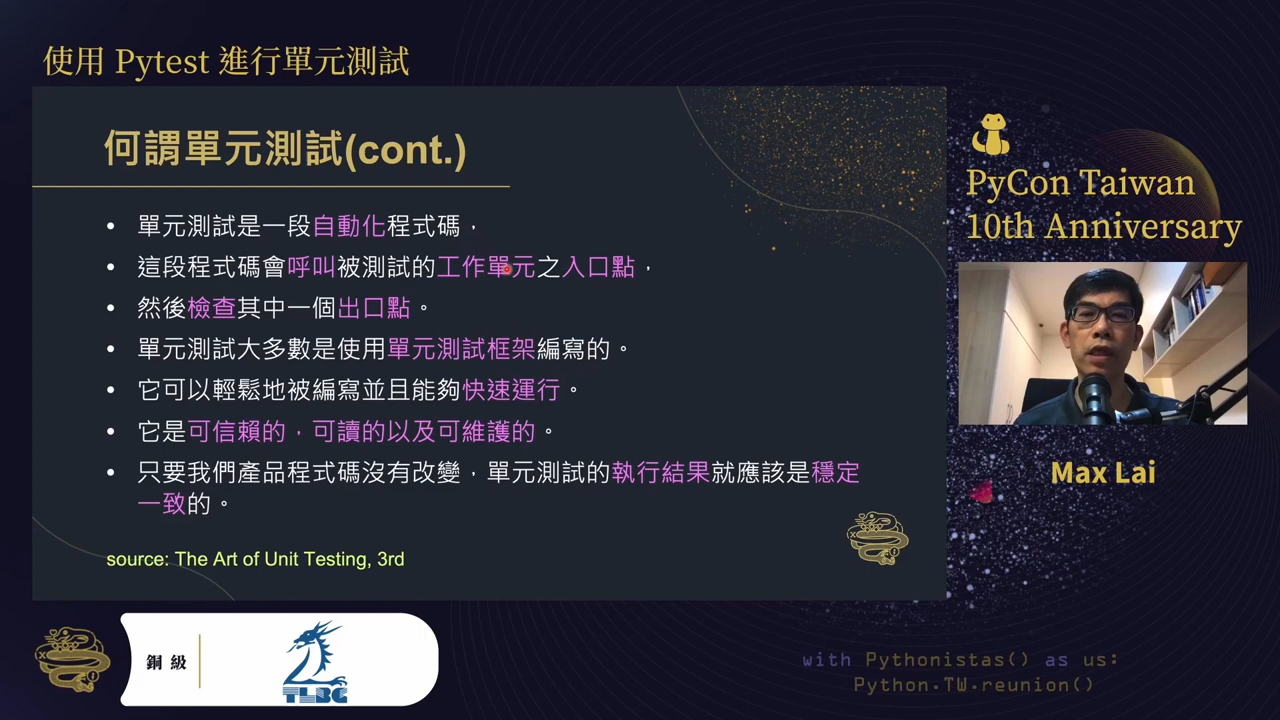 使用 Pytest 進行單元測試
何謂單元測試(cont.)
• 單元測試是一段自動化程式碼，
• 這段程式碼會呼叫被測試的工作單元之入口點，
• 然後檢查其中一個出口點。
• 單元測試大多數是使用單元測試框架編寫的。
• 它可以輕鬆地被編寫並且能夠快速運行。
• 它是可信賴的，可讀的以及可維護的。
• 只要我們產品程式碼沒有改變，單元測試的執行結果就應該是穩定
一致的。
source: The Art of Unit Testing, 3rd
PyCon Taiwan
10th Anniversary
Max Lai
銅級
TLBC
with Pythonistas() as us:
Python.TW.reunion()